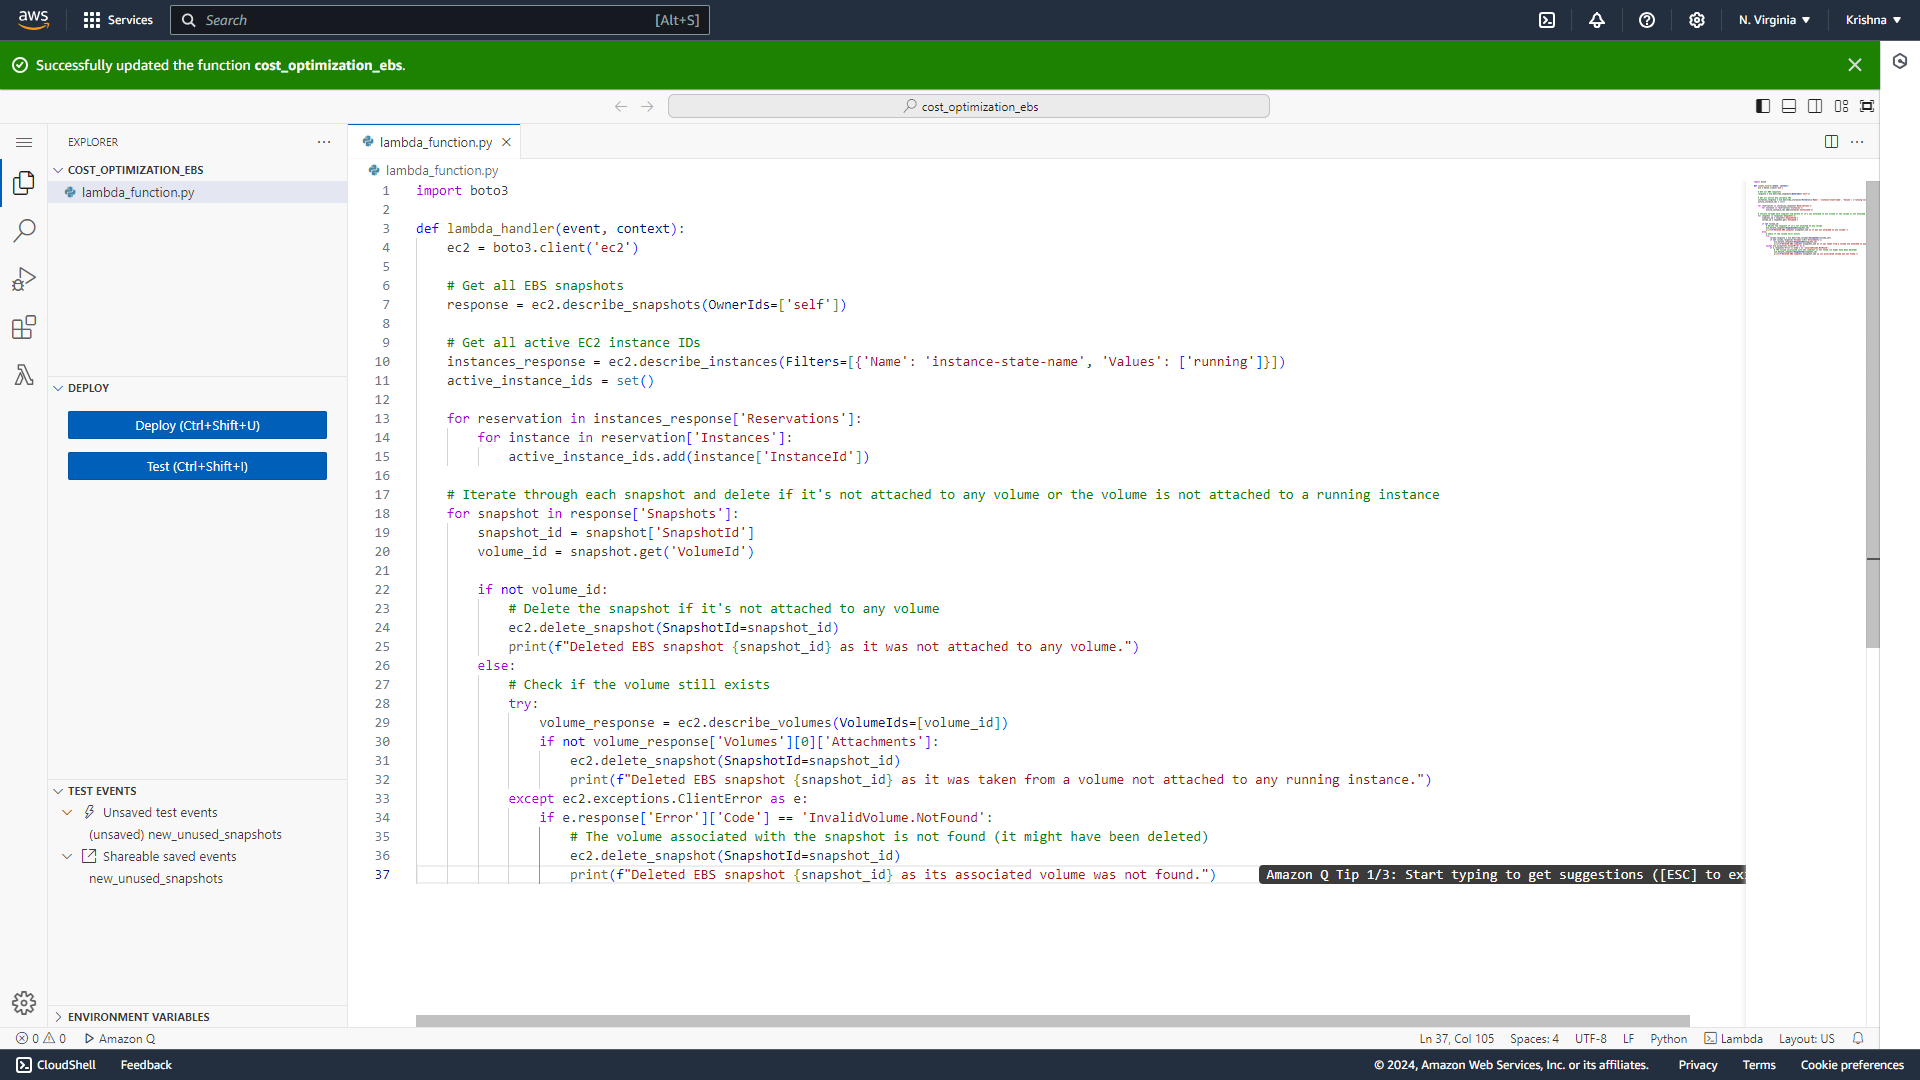 aws
Services
Search
[Alt+S]
N. Virginia
Krishna
Successfully updated the function cost_optimization_ebs.
cost_optimization_ebs
EXPLORER
COST_OPTIMIZATION_EBS
lambda_function.py
DEPLOY
Deploy (Ctrl+Shift+U)
Test (Ctrl+Shift+I)
TEST EVENTS
Unsaved test events
(unsaved) new_unused_snapshots
Shareable saved events
new_unused_snapshots
ENVIRONMENT VARIABLES
lambda_function.py
lambda_function.py
1 import boto3
2
3 def lambda_handler(event, context):
4 ec2 = boto3.client('ec2')
5
6 # Get all EBS snapshots
7 response = ec2.describe_snapshots(OwnerIds=['self'])
8
9 # Get all active EC2 instance IDs
10 instances_response = ec2.describe_instances(Filters=[{'Name': 'instance-state-name', 'Values': ['running']}])
11 active_instance_ids = set()
12
13 for reservation in instances_response['Reservations']:
14 for instance in reservation['Instances']:
15 active_instance_ids.add(instance['InstanceId'])
16
17 # Iterate through each snapshot and delete if it's not attached to any volume or the volume is not attached to a running instance
18 for snapshot in response['Snapshots']:
19 snapshot_id = snapshot['SnapshotId']
20 volume_id = snapshot.get('VolumeId')
21
22 if not volume_id:
23 # Delete the snapshot if it's not attached to any volume
24 ec2.delete_snapshot(SnapshotId=snapshot_id)
25 print(f"Deleted EBS snapshot {snapshot_id} as it was not attached to any volume.")
26 else:
27 # Check if the volume still exists
28 try:
29 volume_response = ec2.describe_volumes(VolumeIds=[volume_id])
30 if not volume_response['Volumes'][0]['Attachments']:
31 ec2.delete_snapshot(SnapshotId=snapshot_id)
32 print(f"Deleted EBS snapshot {snapshot_id} as it was taken from a volume not attached to any running instance.")
33 except ec2.exceptions.ClientError as e:
34 if e.response['Error']['Code'] == 'InvalidVolume.NotFound':
35 # The volume associated with the snapshot is not found (it might have been deleted)
36 ec2.delete_snapshot(SnapshotId=snapshot_id)
37 print(f"Deleted EBS snapshot {snapshot_id} as its associated volume was not found.") Amazon Q Tip 1/3: Start typing to get suggestions ([ESC] to ex
0 0 Amazon Q
Ln 37, Col 105 Spaces: 4 UTF-8 LF Python Lambda Layout: US
CloudShell Feedback
© 2024, Amazon Web Services, Inc. or its affiliates. Privacy Terms Cookie preferences